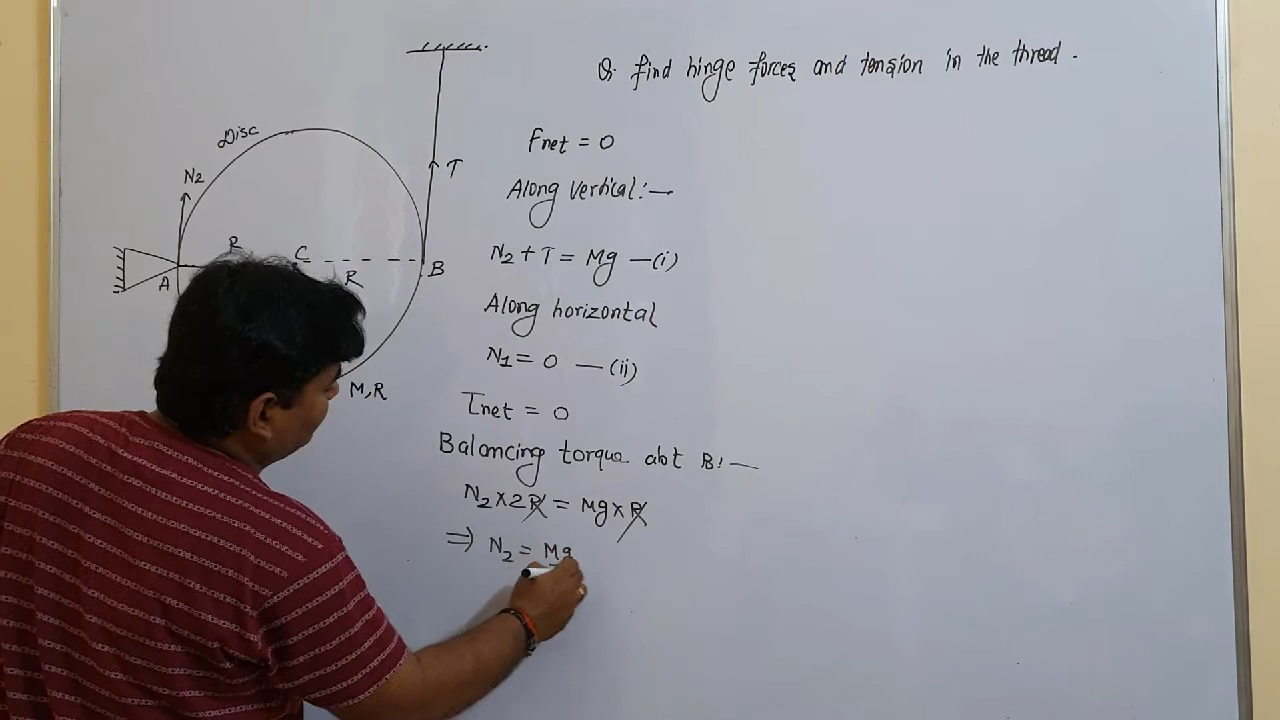 Q. find hinge forces and tension in the thread.
Disc
Fnet = 0
T
N2
Along vertical:—
R
C
N2 + T = Mg —(i)
B
R
A
Along horizontal
N1 = 0 —(ii)
M,R
τnet = 0
Balancing torque abt B:—
N2 × 2R = Mg × R
⇒ N2 = Mg